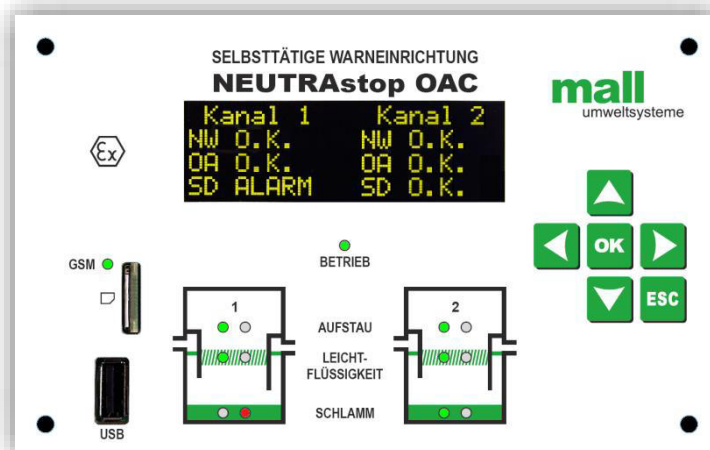 SELBSTTÄTIGE WARNEINRICHTUNG
NEUTRAstop OAC
mall
umweltsysteme
Kanal 1 Kanal 2
NW O.K. NW O.K.
OA O.K. OA O.K.
SD ALARM SD O.K.
Ex
OK
ESC
GSM
BETRIEB
1 2
AUFSTAU
LEICHT-
FLÜSSIGKEIT
SCHLAMM
USB